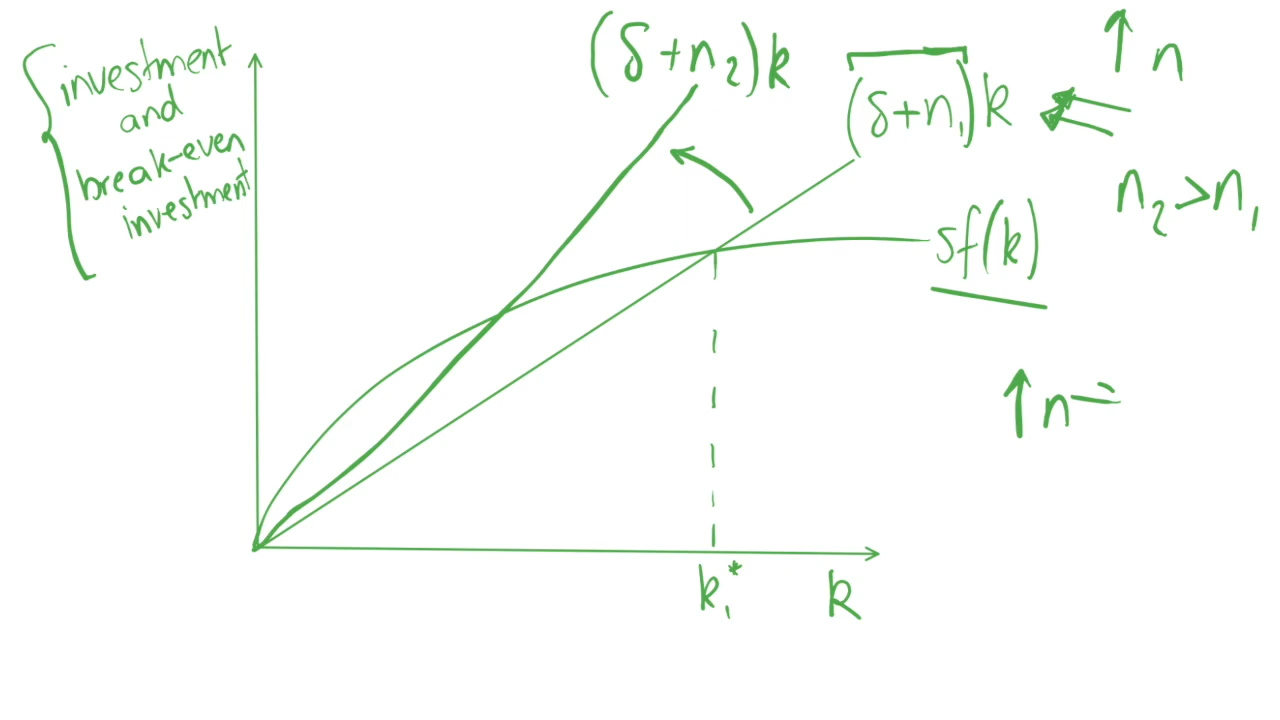 investment
and
break-even
investment
(δ+n₂)k
(δ+n₁)k
↑n
n₂>n₁
sf(k)
↑n=
k₁*
k